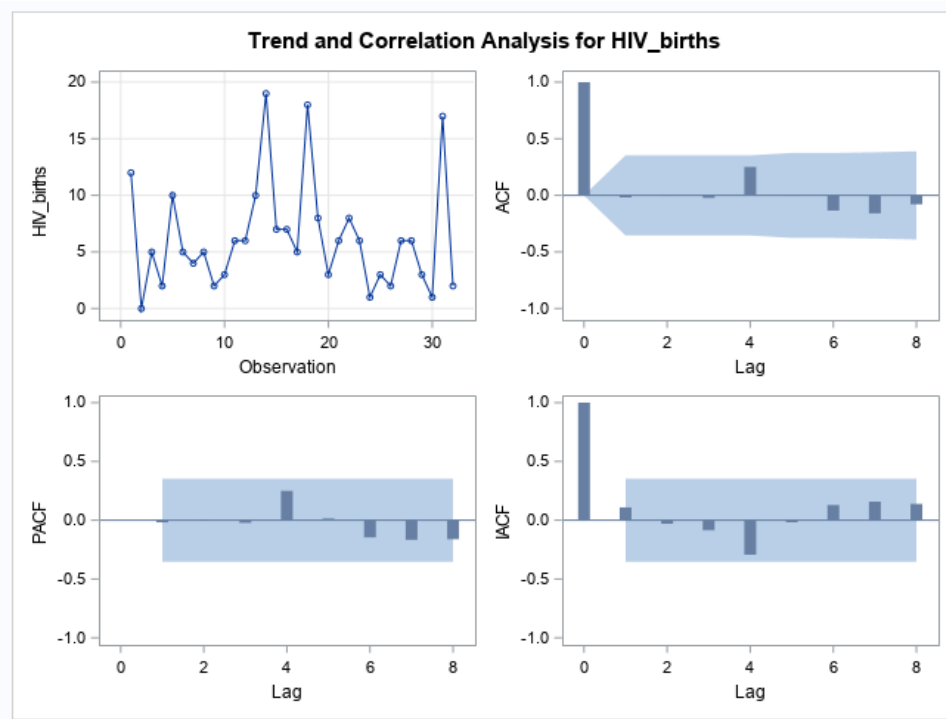 Trend and Correlation Analysis for HIV_births
HIV_births
20
15
10
5
0
0 10 20 30
Observation
ACF
1.0
0.5
0.0
-0.5
-1.0
0 2 4 6 8
Lag
PACF
1.0
0.5
0.0
-0.5
-1.0
0 2 4 6 8
Lag
IACF
1.0
0.5
0.0
-0.5
-1.0
0 2 4 6 8
Lag